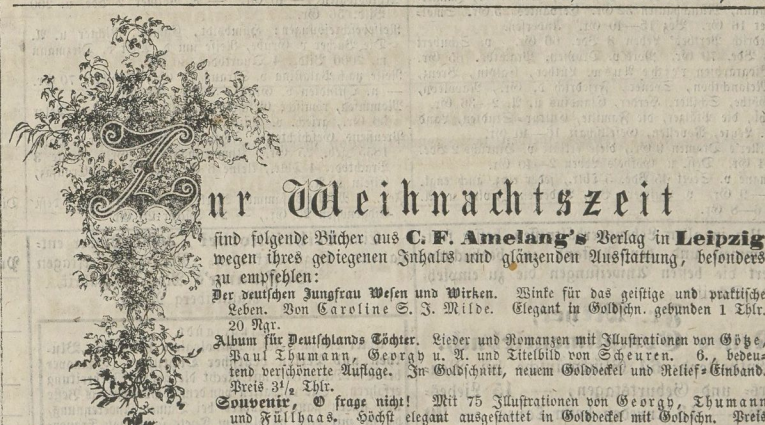 Zur Weihnachtszeit
sind folgende Bücher aus C. F. Amelang's Verlag in Leipzig
wegen ihres gediegenen Inhalts und glänzenden Ausstattung, besonders
zu empfehlen:
Der deutschen Jungfrau Wesen und Wirken. Winke für das geistige und praktische
Leben. Von Caroline S. J. Milde. Elegant in Goldschn. gebunden 1 Thlr.
20 Ngr.
Album für Deutschlands Töchter. Lieder und Romanzen mit Illustrationen von Götze,
Paul Thumann, Georgy u. A. und Titelbild von Scheuren. 6., bedeu-
tend verschönerte Auflage. In Goldschnitt, neuem Golddeckel und Relief-Einband.
Preis 3½ Thlr.
Souvenir, O frage nicht! Mit 75 Illustrationen von Georgy, Thumann
und Füllhaas. Höchst elegant ausgestattet in Golddeckel mit Goldschn. Preis